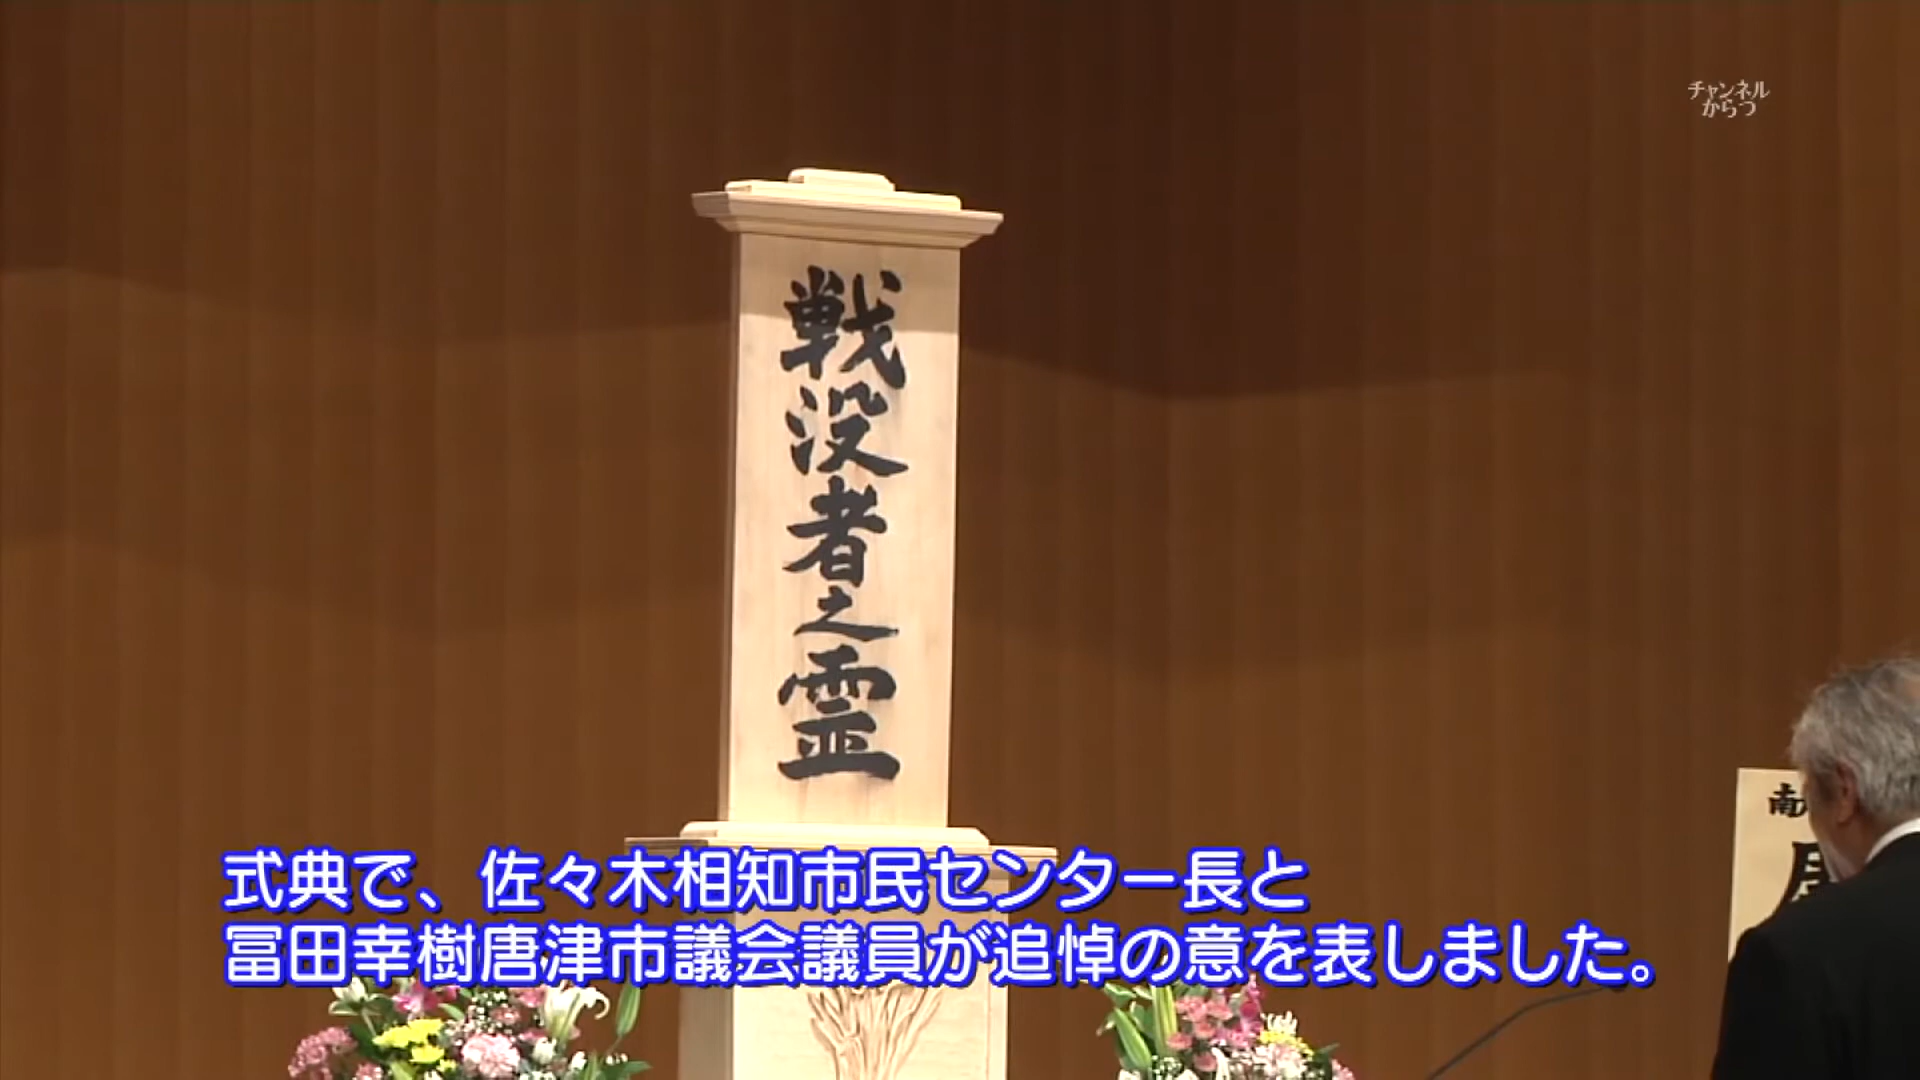 チャンネル
からつ
戦没者之霊
南
式典で、佐々木相知市民センター長と
冨田幸樹唐津市議会議員が追悼の意を表しました。